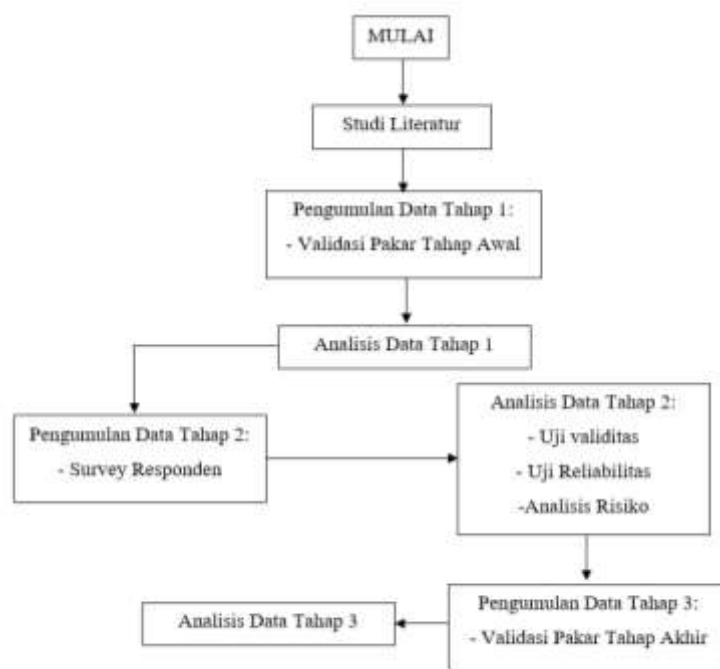 MULAI
Studi Literatur
Pengumulan Data Tahap 1:
- Validasi Pakar Tahap Awal
Analisis Data Tahap 1
Pengumulan Data Tahap 2:
- Survey Responden
Analisis Data Tahap 2:
- Uji validitas
- Uji Reliabilitas
-Analisis Risiko
Pengumulan Data Tahap 3:
- Validasi Pakar Tahap Akhir
Analisis Data Tahap 3